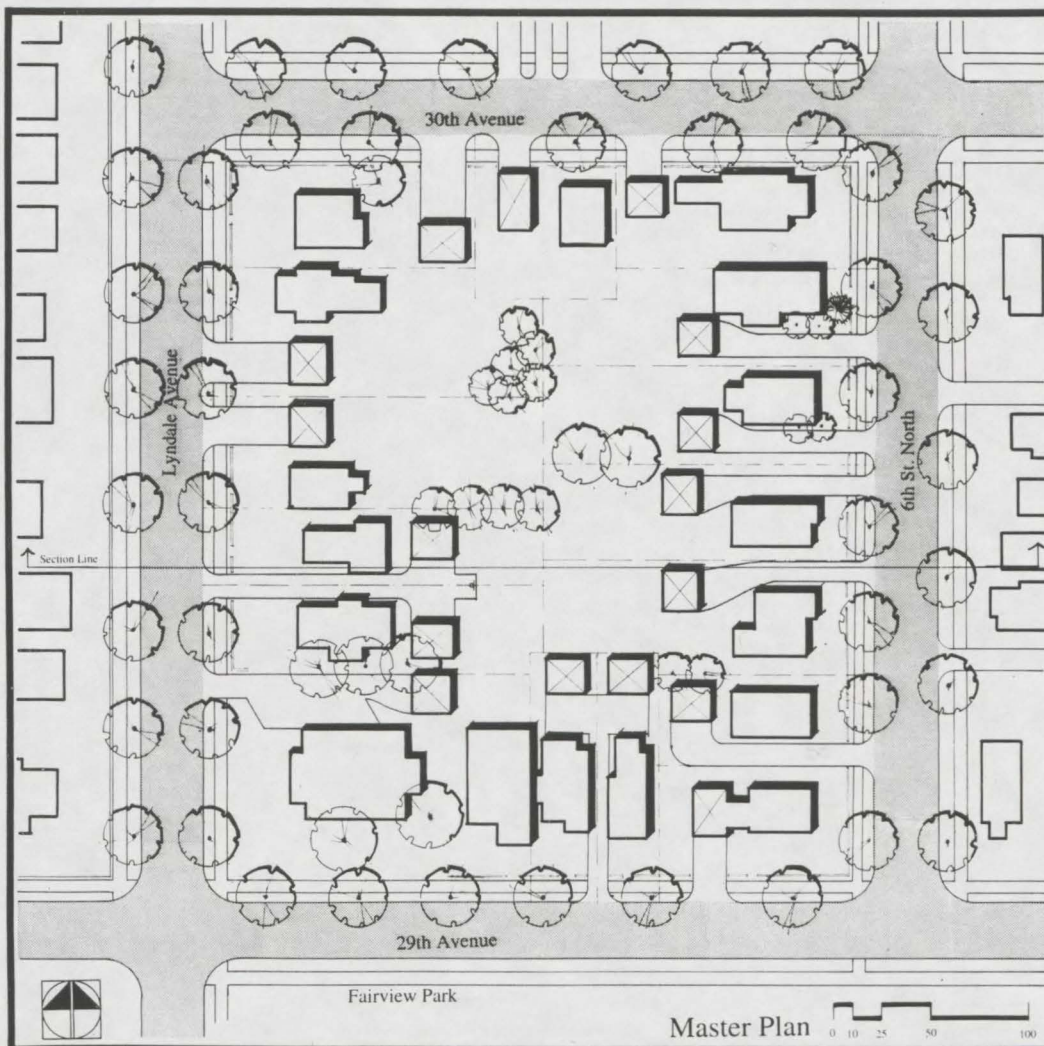 30th Avenue
Lyndale Avenue
6th St. North
Section Line
29th Avenue
Fairview Park
Master Plan
0 10 25 50 100